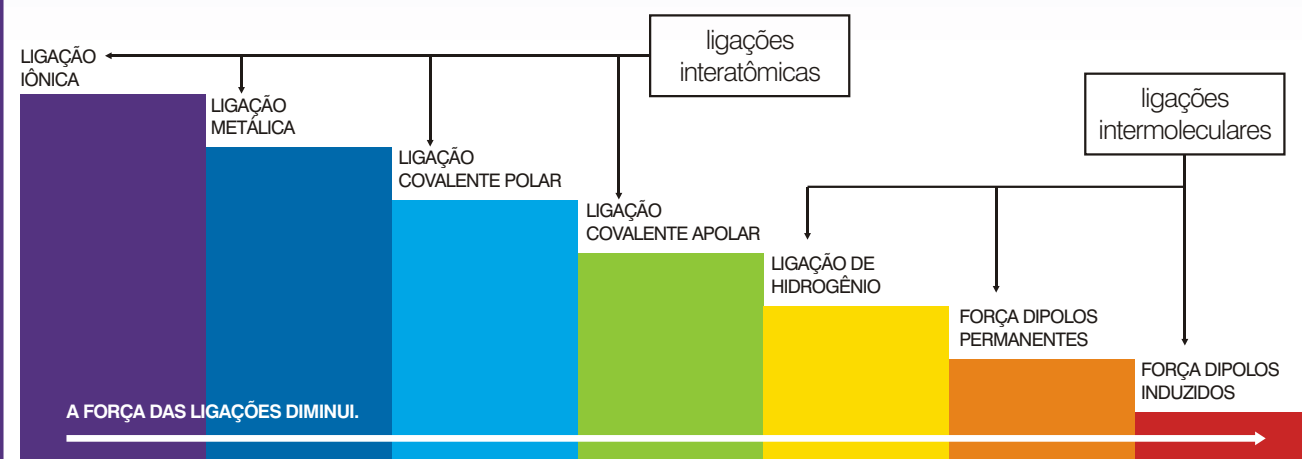 ligações
interatômicas
LIGAÇÃO
IÔNICA
ligações
intermoleculares
LIGAÇÃO
METÁLICA
LIGAÇÃO
COVALENTE POLAR
LIGAÇÃO
COVALENTE APOLAR
LIGAÇÃO DE
HIDROGÊNIO
FORÇA DIPOLOS
PERMANENTES
FORÇA DIPOLOS
INDUZIDOS
A FORÇA DAS LIGAÇÕES DIMINUI.